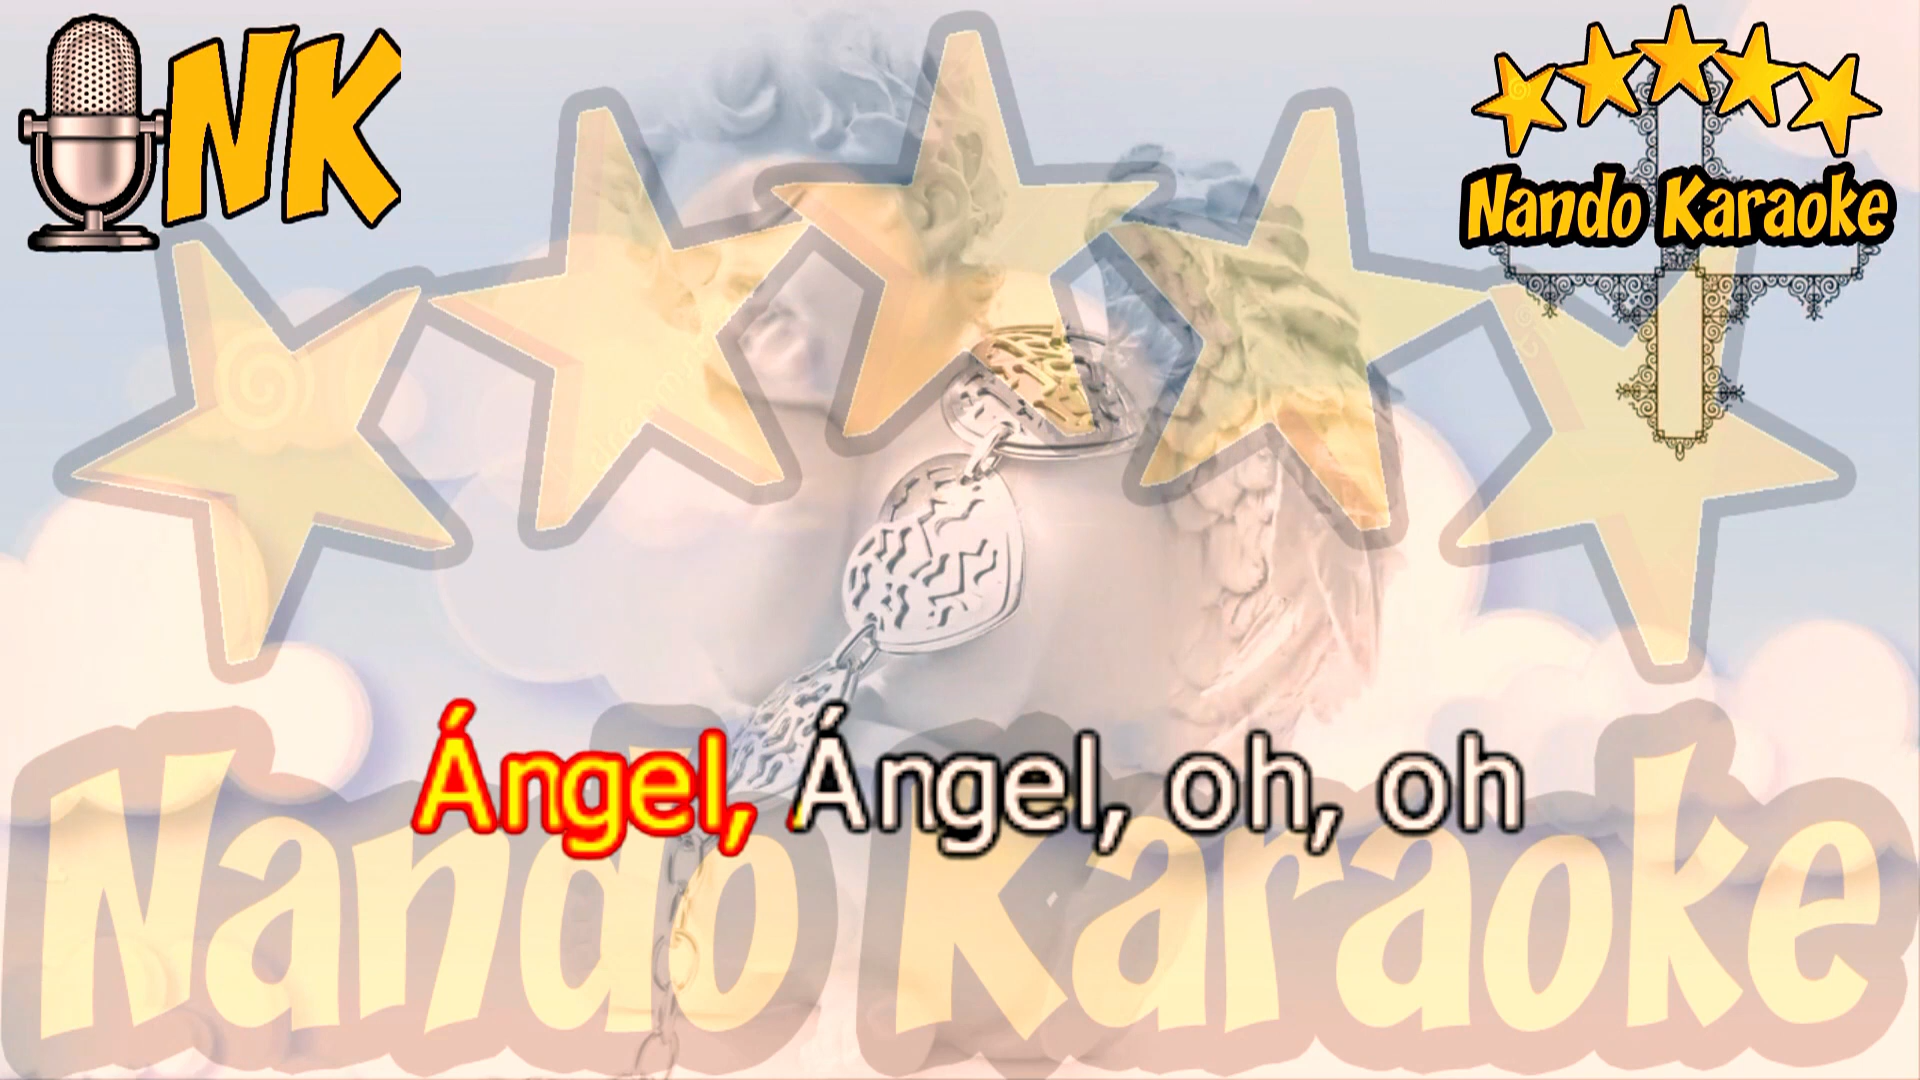 NK
Nando Karaoke
Ángel, Ángel, oh, oh
Nando Karaoke